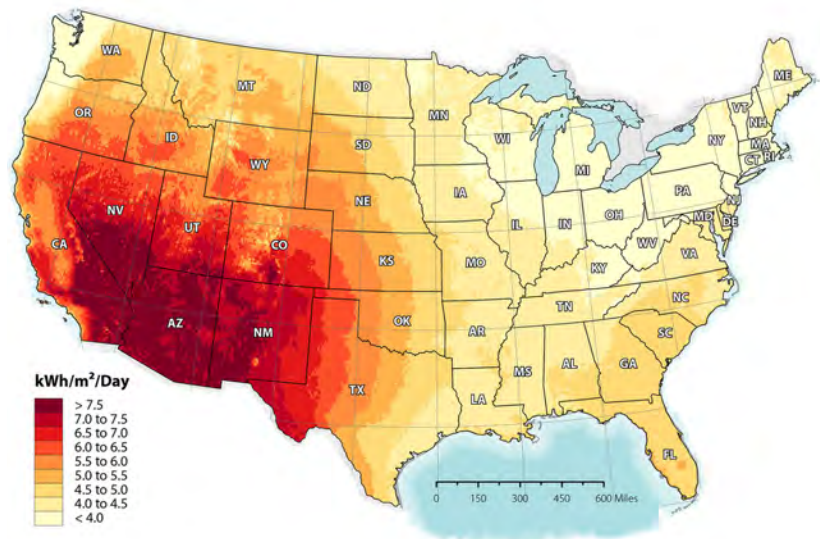 WA
MT
ND
MN
ME
OR
ID
WY
SD
WI
MI
NY
VT
NH
MA
CT
RI
NV
UT
CO
NE
IA
IL
IN
OH
PA
NJ
MD
DE
CA
KS
MO
KY
WV
VA
AZ
NM
OK
AR
TN
NC
SC
TX
LA
MS
AL
GA
FL
kWh/m²/Day
> 7.5
7.0 to 7.5
6.5 to 7.0
6.0 to 6.5
5.5 to 6.0
5.0 to 5.5
4.5 to 5.0
4.0 to 4.5
< 4.0
0 150 300 450 600 Miles